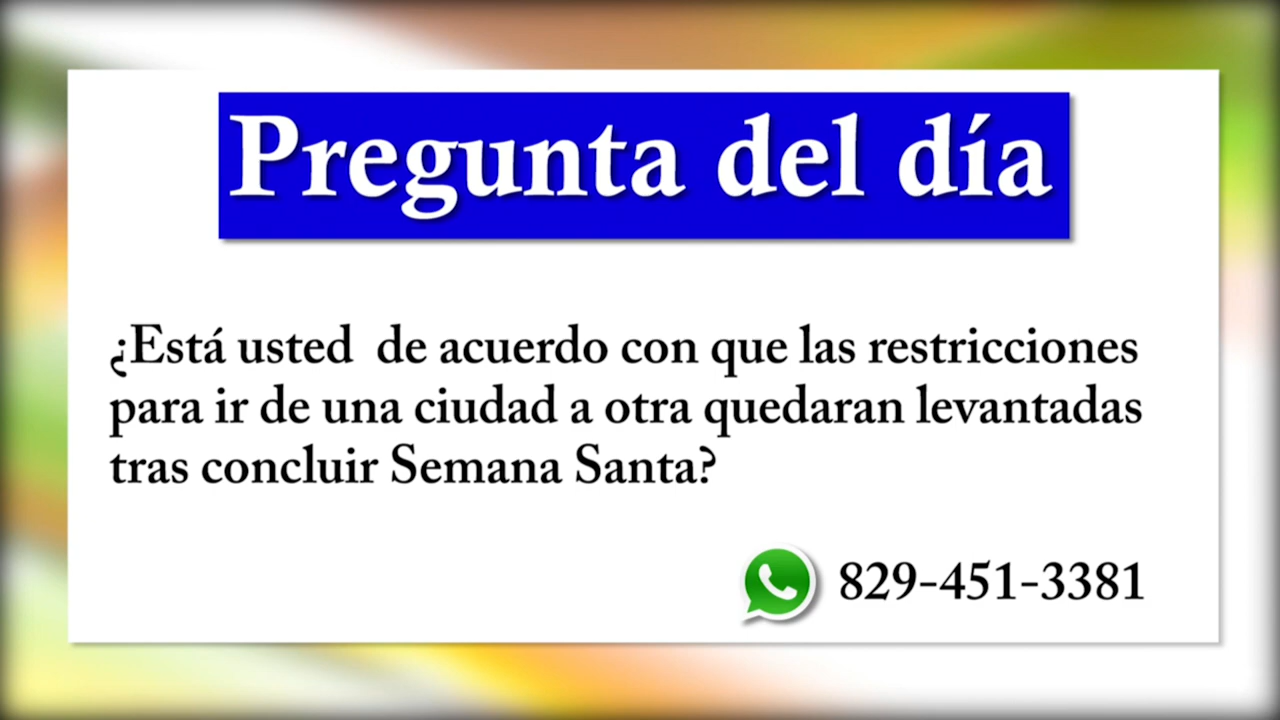 Pregunta del día
¿Está usted  de acuerdo con que las restricciones
para ir de una ciudad a otra quedaran levantadas
tras concluir Semana Santa?
829-451-3381